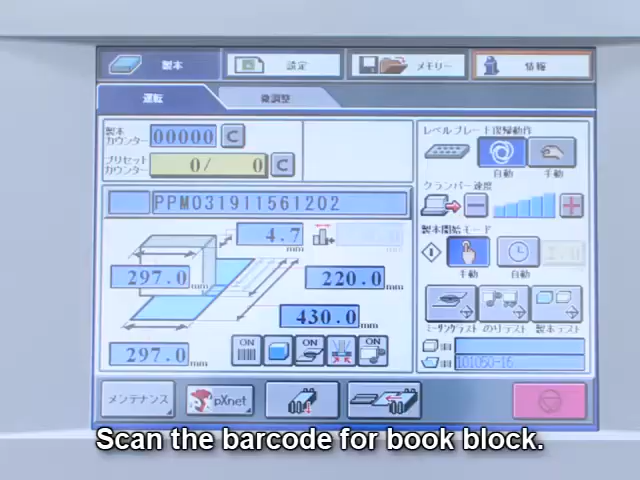 製本
設定
メモリー
情報
運転
微調整
製本
カウンター
00000
C
プリセット
カウンター
0/ 0
C
PPM031911561202
レベルブレード復帰動作
自動
手動
クランパー速度
製本開始モード
手動
自動
4.7 mm
297.0 mm
220.0 mm
430.0 mm
297.0 mm
ON
ON
ON
ミーリングテスト
のりテスト
製本テスト
101050-16
メンテナンス
pXnet
Scan the barcode for book block.